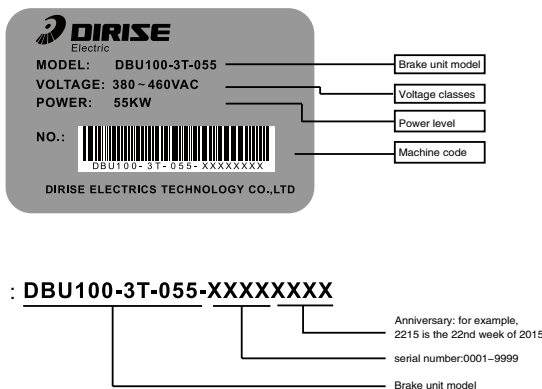 DIRISE
Electric
MODEL: DBU100-3T-055
Brake unit model
VOLTAGE: 380~460VAC
Voltage classes
POWER: 55KW
Power level
NO.:
Machine code
DBU100-3T-055-XXXXXXXX
DIRISE ELECTRICS TECHNOLOGY CO.,LTD
: DBU100-3T-055-XXXXXXXX
Anniversary: for example,
2215 is the 22nd week of 2015
serial number:0001–9999
Brake unit model